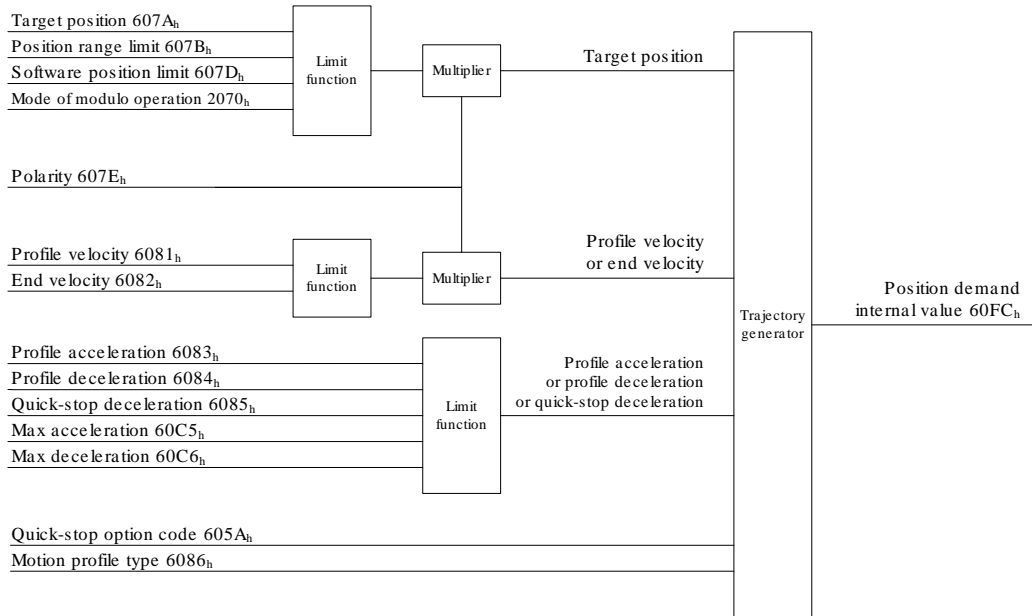 Target position 607Ah
Position range limit 607Bh
Software position limit 607Dh
Mode of modulo operation 2070h
Limit
function
Multiplier
Target position
Polarity 607Eh
Profile velocity 6081h
End velocity 6082h
Limit
function
Multiplier
Profile velocity
or end velocity
Profile acceleration 6083h
Profile deceleration 6084h
Quick-stop deceleration 6085h
Max acceleration 60C5h
Max deceleration 60C6h
Limit
function
Profile acceleration
or profile deceleration
or quick-stop deceleration
Quick-stop option code 605Ah
Motion profile type 6086h
Trajectory
generator
Position demand
internal value 60FCh